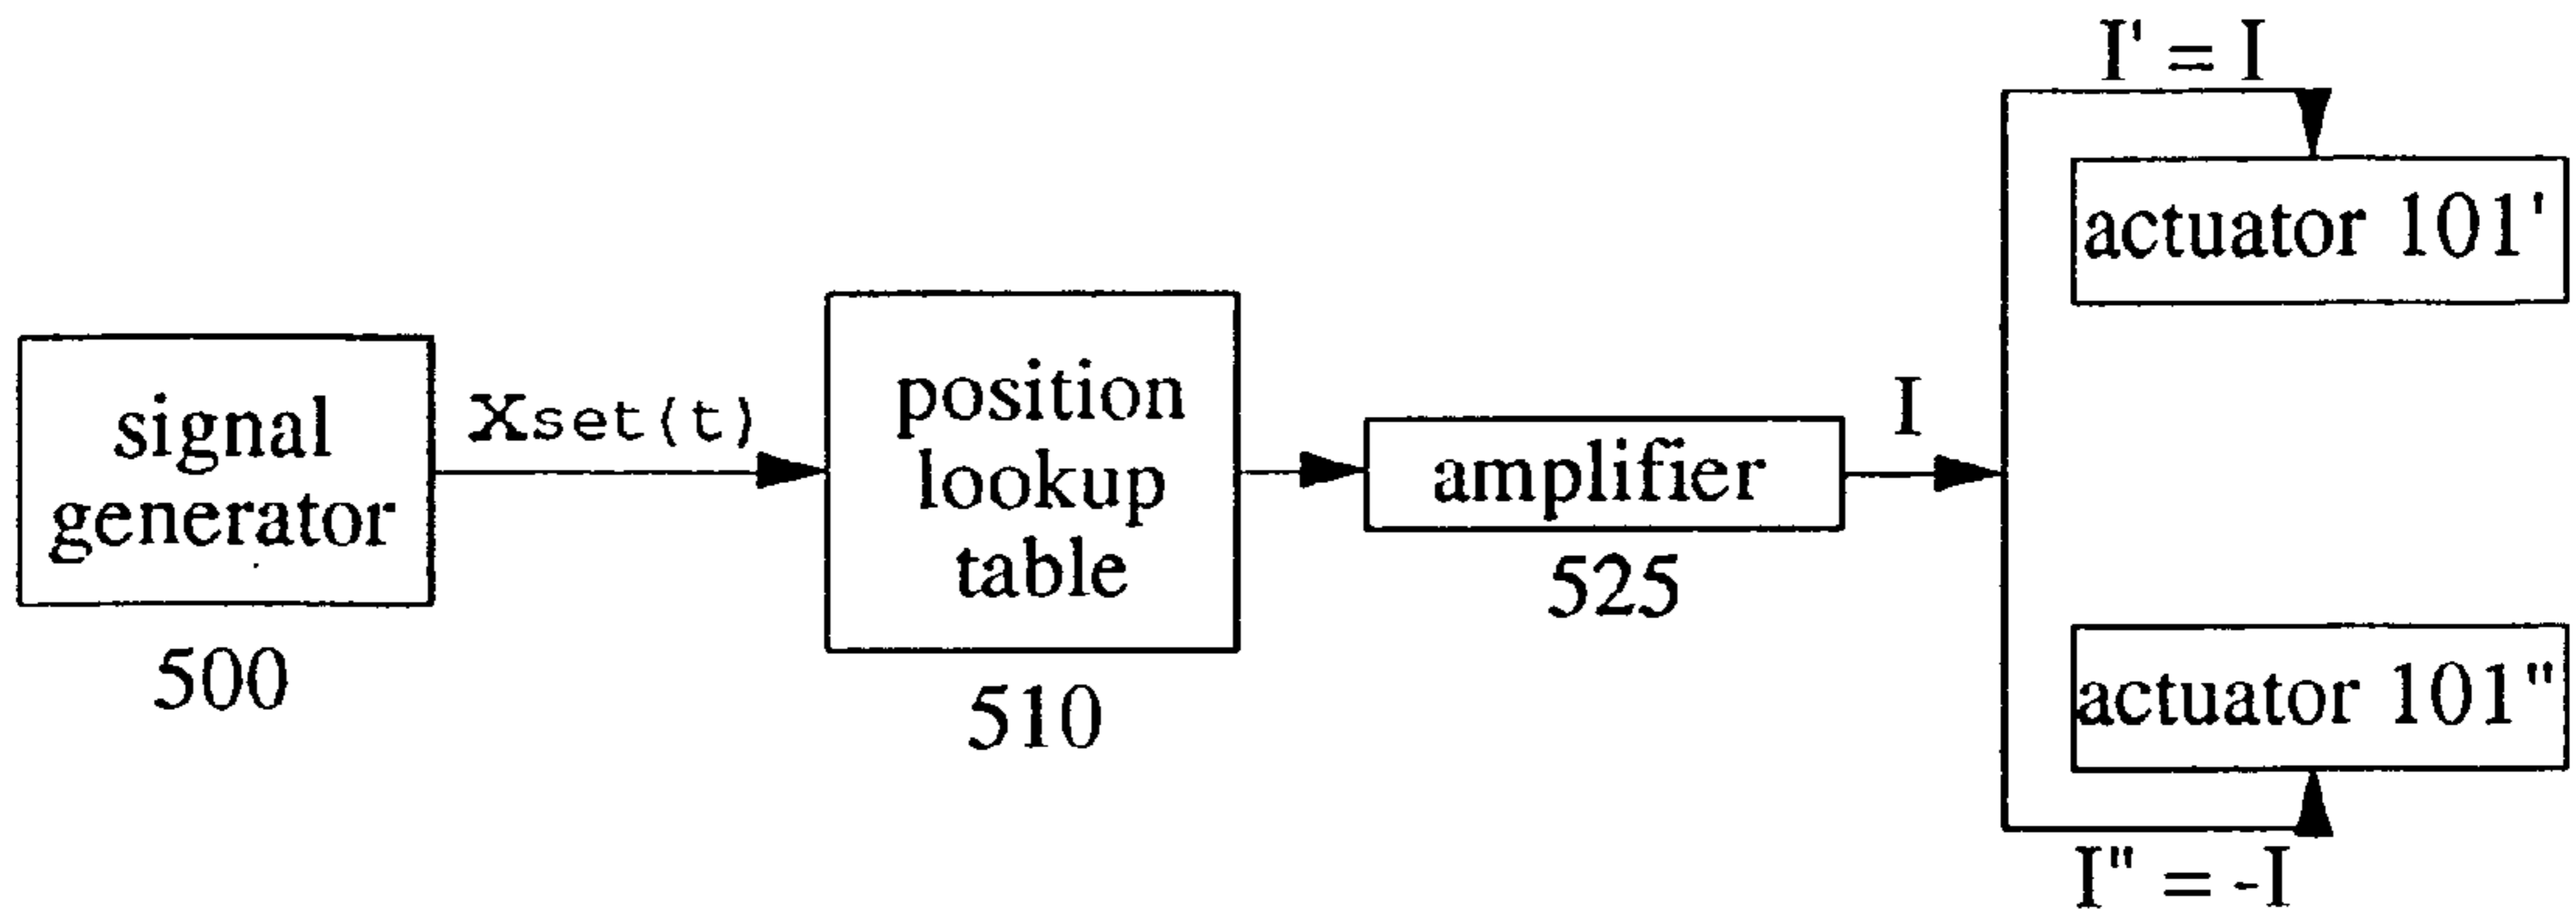 signal
generator
500
Xset(t)
position
lookup
table
510
amplifier
525
I
I' = I
actuator 101'
actuator 101"
I" = -I